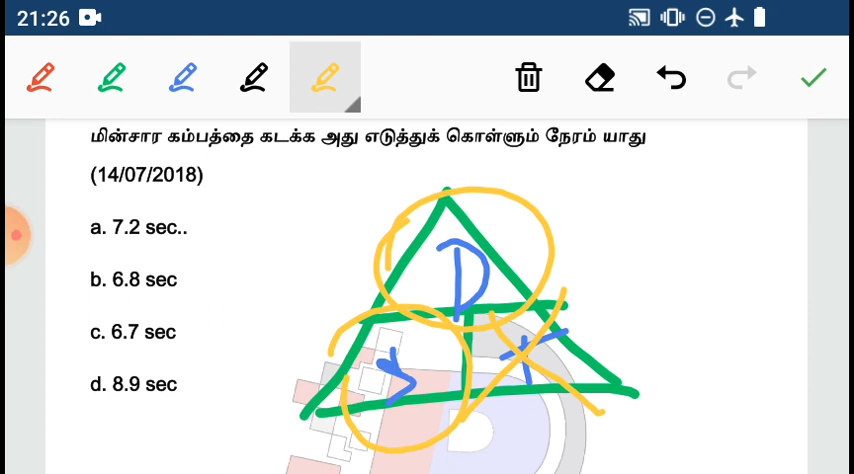 21:26
மின்சார கம்பத்தை கடக்க அது எடுத்துக் கொள்ளும் நேரம் யாது
(14/07/2018)
a. 7.2 sec..
b. 6.8 sec
c. 6.7 sec
d. 8.9 sec
D
S T